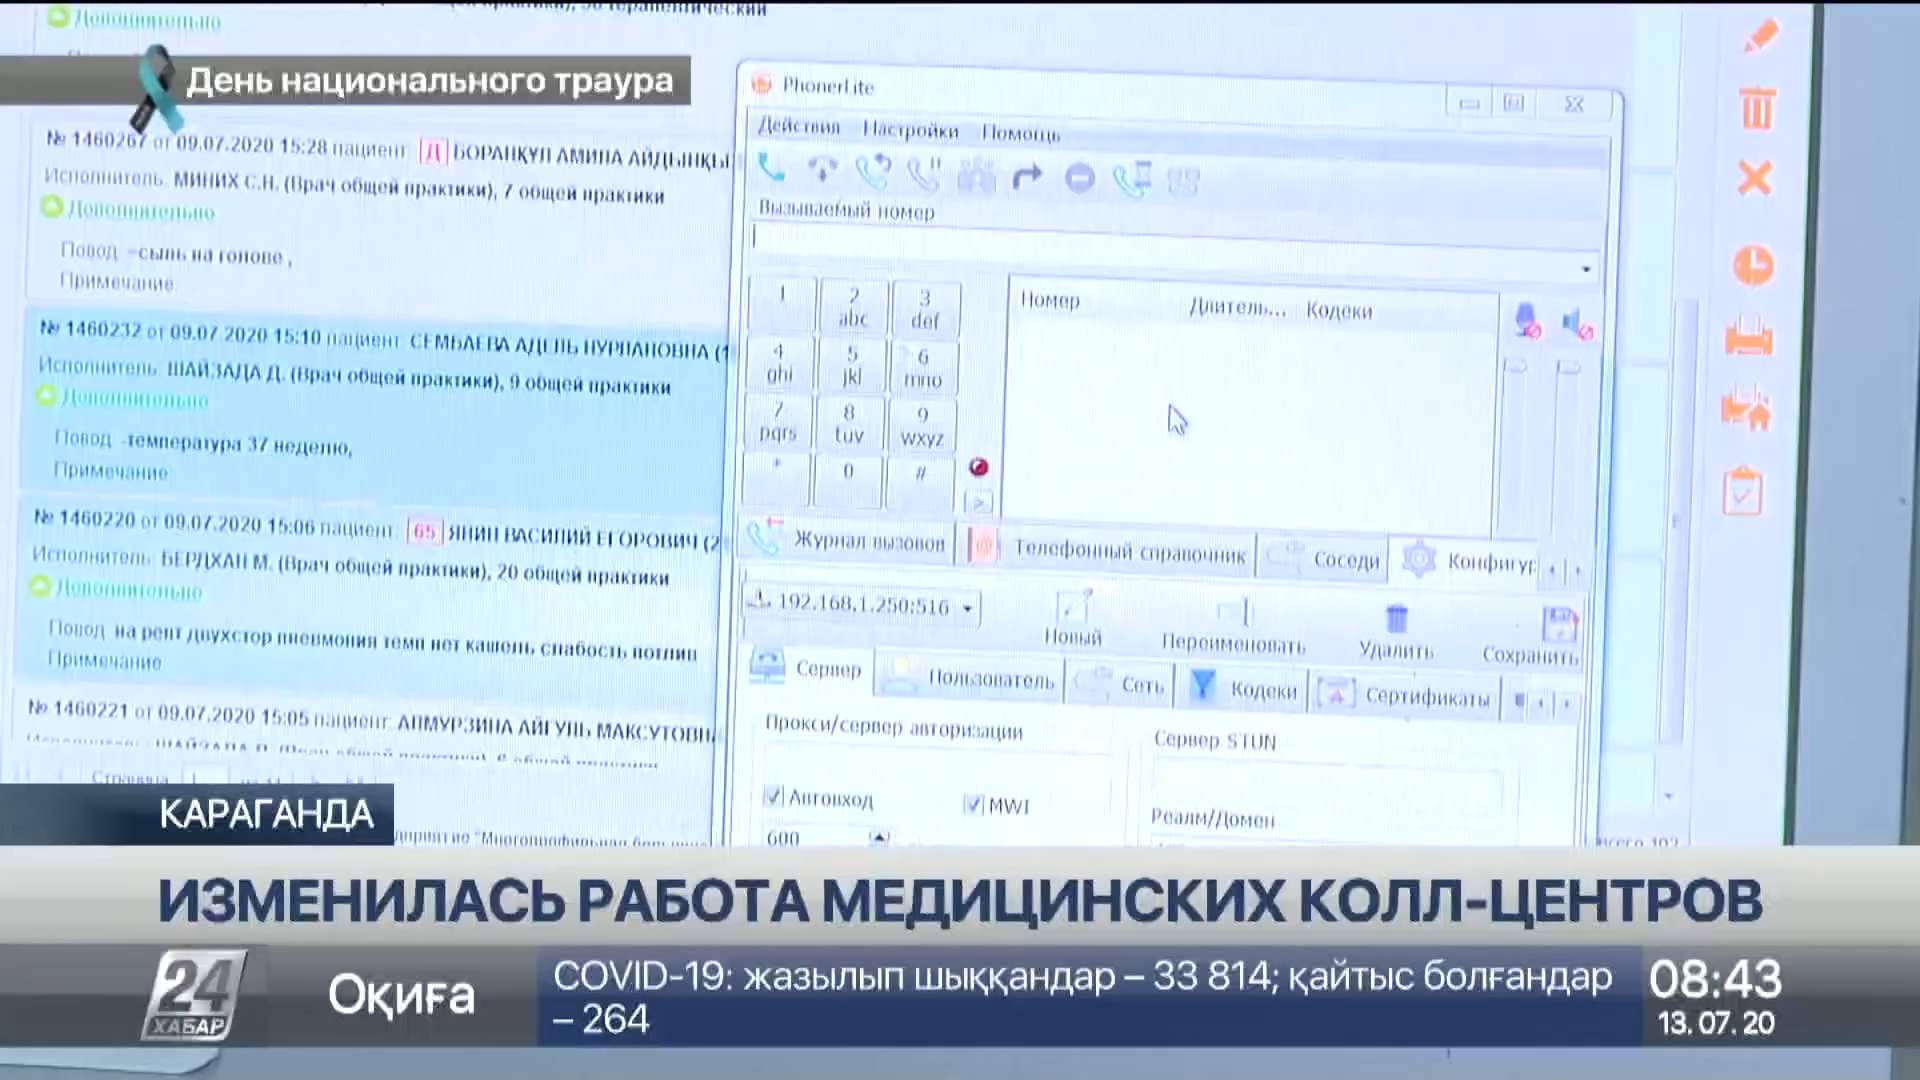 Дополнительно
День национального траура
№ 1460267 от 09.07.2020 15:28 пациент: Д БОРАНҚҰЛ АМИНА АЙДЫНҚЫ
Исполнитель: МИНИХ С.Н. (Врач общей практики), 7 общей практики
Дополнительно
Повод -сыпь на голове ,
Примечание
№ 1460232 от 09.07.2020 15:10 пациент: СЕМБАЕВА АДЕЛЬ НУРЛАНОВНА (1
Исполнитель: ШАЙЗАДА Д. (Врач общей практики), 9 общей практики
Дополнительно
Повод -температура 37 неделю,
Примечание
№ 1460220 от 09.07.2020 15:06 пациент: 65 ЯНИН ВАСИЛИЙ ЕГОРОВИЧ (2
Исполнитель: БЕРДХАН М. (Врач общей практики), 20 общей практики
Дополнительно
Повод на рент двухстор пневмония темп нет кашель слабость
Примечание
№ 1460221 от 09.07.2020 15:05 пациент: АЛМУРЗИНА АЙГУЛЬ МАКСУТОВНА
PhonerLite
Действия Настройки Помощь
Вызываемый номер
1 2 abc 3 def
4 ghi 5 jkl 6 mno
7 pqrs 8 tuv 9 wxyz
* 0 #
Номер Длитель... Кодеки
Журнал вызовов Телефонный справочник Соседи Конфигур
192.168.1.250:516
Новый Переименовать Удалить Сохранить
Сервер Пользователь Сеть Кодеки Сертификаты
Прокси/сервер авторизации
Сервер STUN
Автовход MWI
Реалм/Домен
600
КАРАГАНДА
ИЗМЕНИЛАСЬ РАБОТА МЕДИЦИНСКИХ КОЛЛ-ЦЕНТРОВ
24 ХАБАР
Оқиға
COVID-19: жазылып шыққандар – 33 814; қайтыс болғандар
– 264
08:43
13.07.20